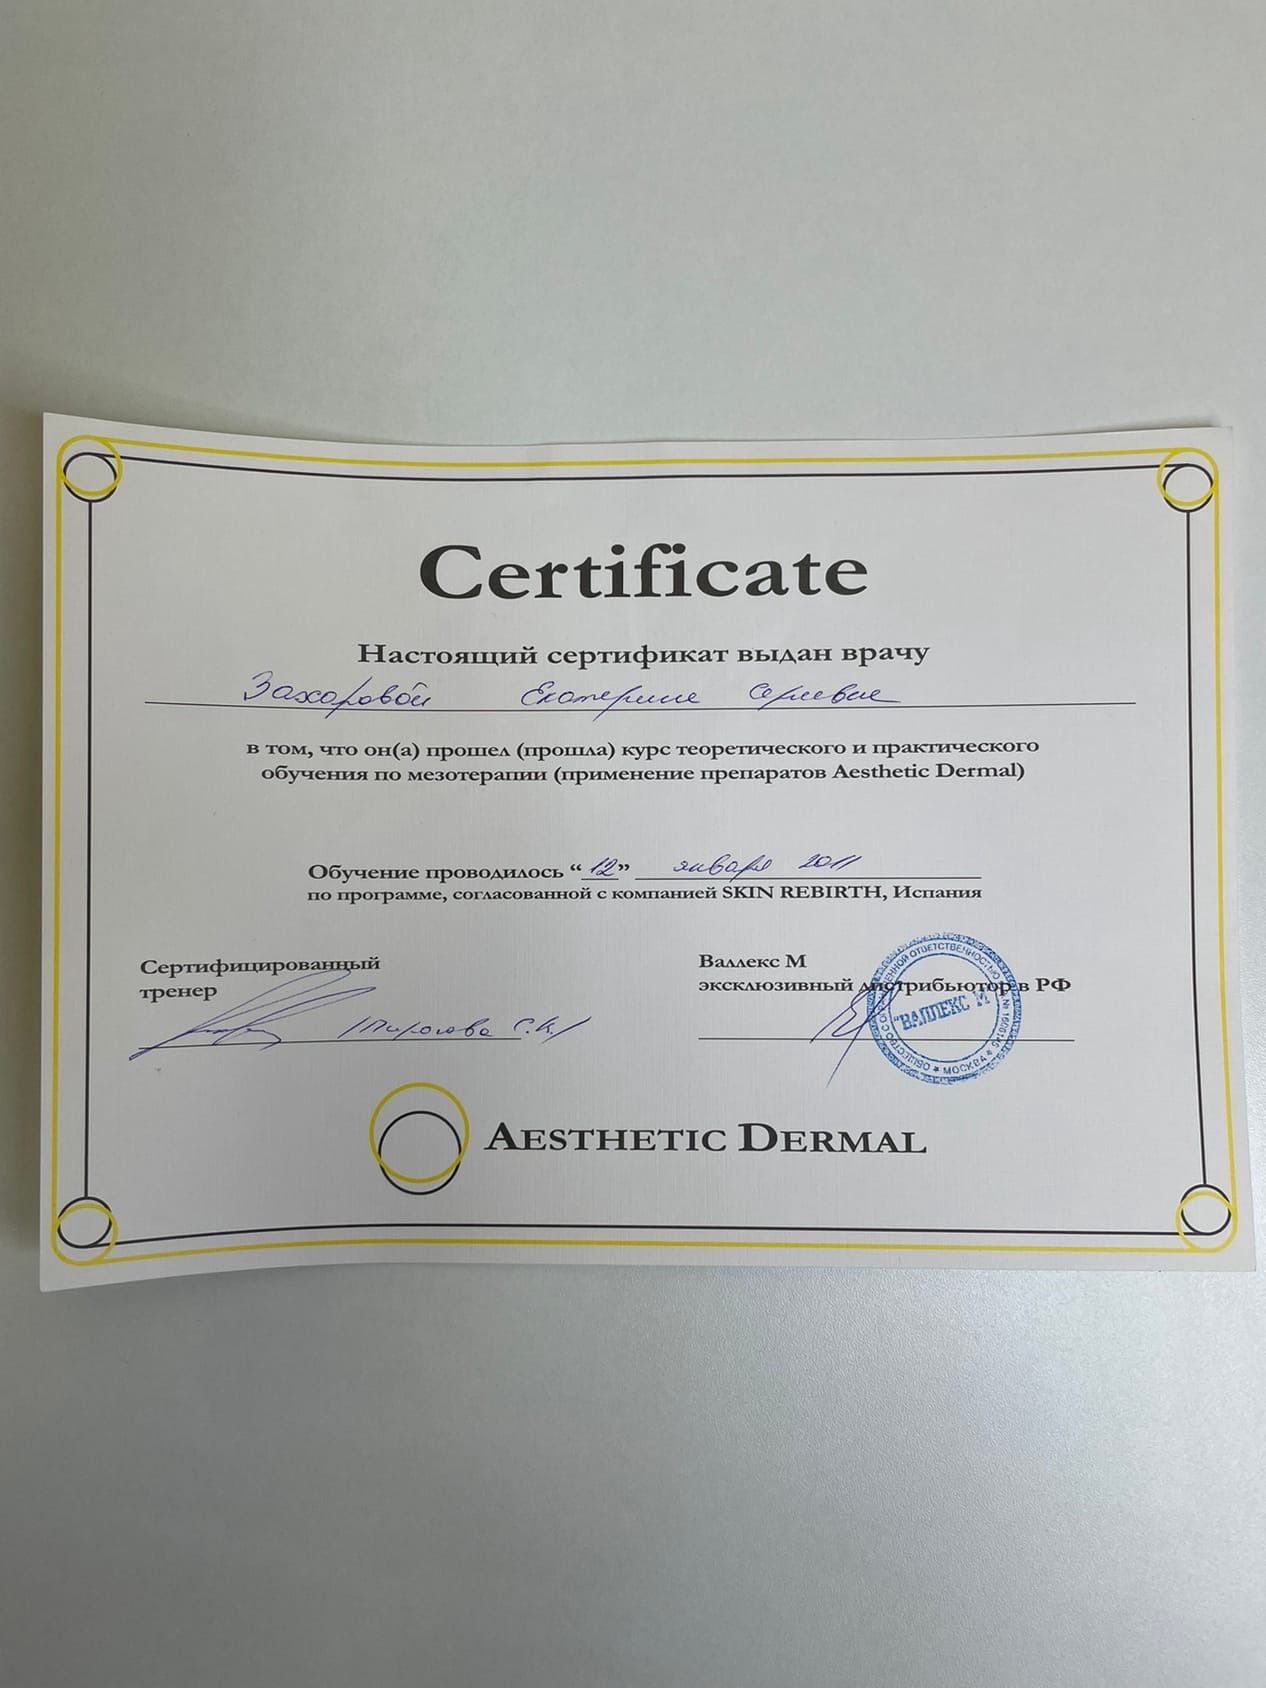 Certificate
Настоящий сертификат выдан врачу
Захаровой Екатерине Сергеевне
в том, что он(а) прошел (прошла) курс теоретического и практического
обучения по мезотерапии (применение препаратов Aesthetic Dermal)
Обучение проводилось “12” января 2011
по программе, согласованной с компанией SKIN REBIRTH, Испания
Сертифицированный
тренер
/Пирогова С.К./
Валлекс М
эксклюзивный дистрибьютор в РФ
"ВАЛЛЕКС М"
МОСКВА
AESTHETIC DERMAL